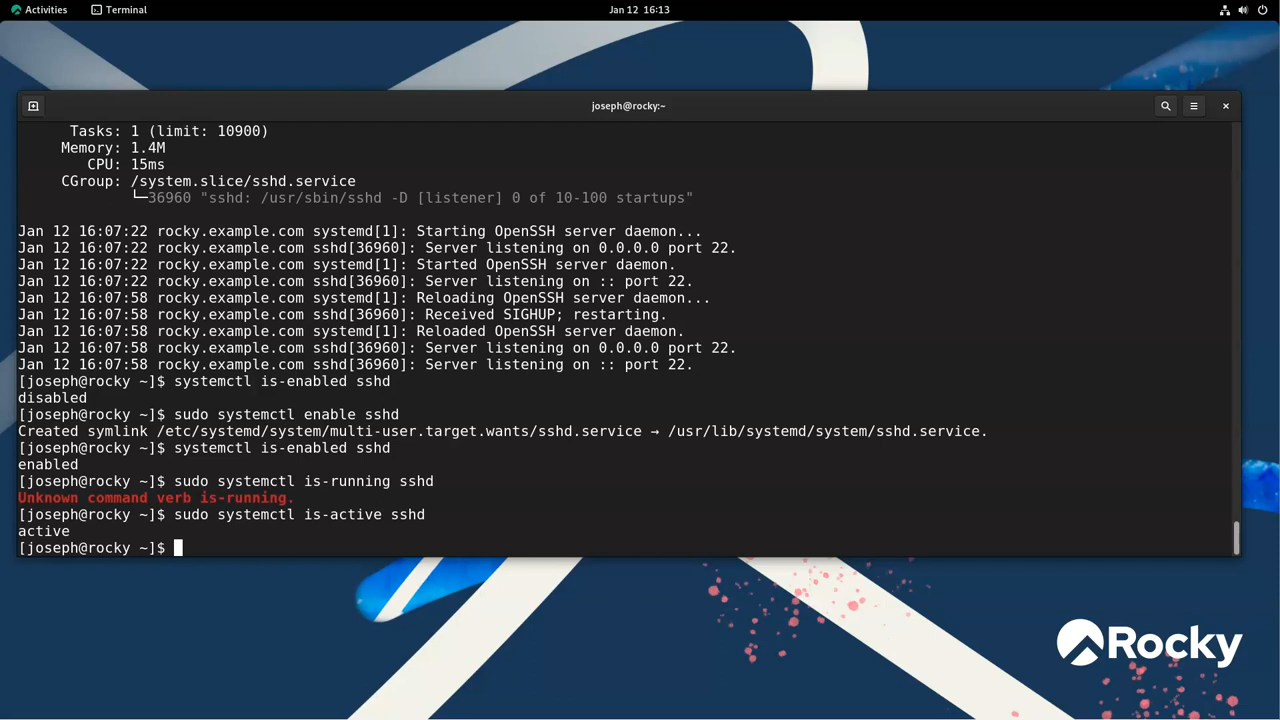 Activities Terminal Jan 12 16:13
joseph@rocky:~
Tasks: 1 (limit: 10900)
Memory: 1.4M
CPU: 15ms
CGroup: /system.slice/sshd.service
└─36960 "sshd: /usr/sbin/sshd -D [listener] 0 of 10-100 startups"
Jan 12 16:07:22 rocky.example.com systemd[1]: Starting OpenSSH server daemon...
Jan 12 16:07:22 rocky.example.com sshd[36960]: Server listening on 0.0.0.0 port 22.
Jan 12 16:07:22 rocky.example.com systemd[1]: Started OpenSSH server daemon.
Jan 12 16:07:22 rocky.example.com sshd[36960]: Server listening on :: port 22.
Jan 12 16:07:58 rocky.example.com systemd[1]: Reloading OpenSSH server daemon...
Jan 12 16:07:58 rocky.example.com sshd[36960]: Received SIGHUP; restarting.
Jan 12 16:07:58 rocky.example.com systemd[1]: Reloaded OpenSSH server daemon.
Jan 12 16:07:58 rocky.example.com sshd[36960]: Server listening on 0.0.0.0 port 22.
Jan 12 16:07:58 rocky.example.com sshd[36960]: Server listening on :: port 22.
[joseph@rocky ~]$ systemctl is-enabled sshd
disabled
[joseph@rocky ~]$ sudo systemctl enable sshd
Created symlink /etc/systemd/system/multi-user.target.wants/sshd.service → /usr/lib/systemd/system/sshd.service.
[joseph@rocky ~]$ systemctl is-enabled sshd
enabled
[joseph@rocky ~]$ sudo systemctl is-running sshd
Unknown command verb is-running.
[joseph@rocky ~]$ sudo systemctl is-active sshd
active
[joseph@rocky ~]$
Rocky